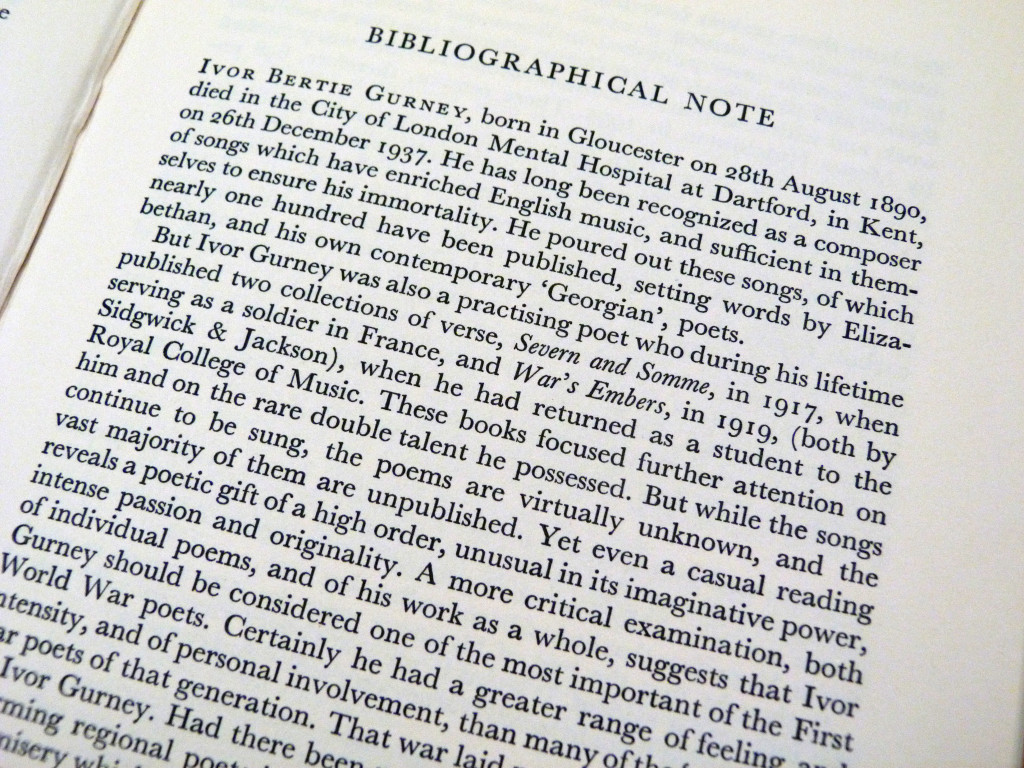 BIBLIOGRAPHICAL NOTE
IVOR BERTIE GURNEY, born in Gloucester on 28th August 1890,
died in the City of London Mental Hospital at Dartford, in Kent,
on 26th December 1937. He has long been recognized as a composer
of songs which have enriched English music, and sufficient in them-
selves to ensure his immortality. He poured out these songs, of which
nearly one hundred have been published, setting words by Eliza-
bethan, and his own contemporary ‘Georgian’, poets.
But Ivor Gurney was also a practising poet who during his lifetime
published two collections of verse, Severn and Somme, in 1917, when
serving as a soldier in France, and War's Embers, in 1919, (both by
Sidgwick & Jackson), when he had returned as a student to the
Royal College of Music. These books focused further attention on
him and on the rare double talent he possessed. But while the songs
continue to be sung, the poems are virtually unknown, and the
vast majority of them are unpublished. Yet even a casual reading
reveals a poetic gift of a high order, unusual in its imaginative power,
intense passion and originality. A more critical examination, both
of individual poems, and of his work as a whole, suggests that Ivor
Gurney should be considered one of the most important of the First
World War poets. Certainly he had a greater range of feeling and
ntensity, and of personal involvement, than many of the
ar poets of that generation. That war laid
Ivor Gurney. Had there been
rming regional poet
misery whi